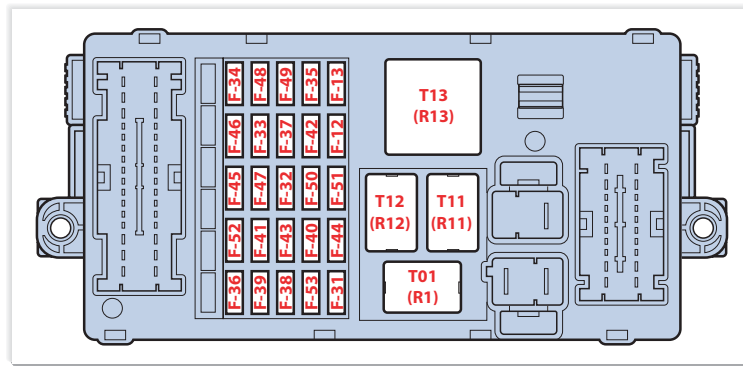 F-34 F-48 F-49 F-35 F-13
T13
(R13)
F-46 F-33 F-37 F-42 F-12
F-45 F-47 F-32 F-50 F-51
T12
(R12)
T11
(R11)
F-52 F-41 F-43 F-40 F-44
F-36 F-39 F-38 F-53 F-31
T01
(R1)